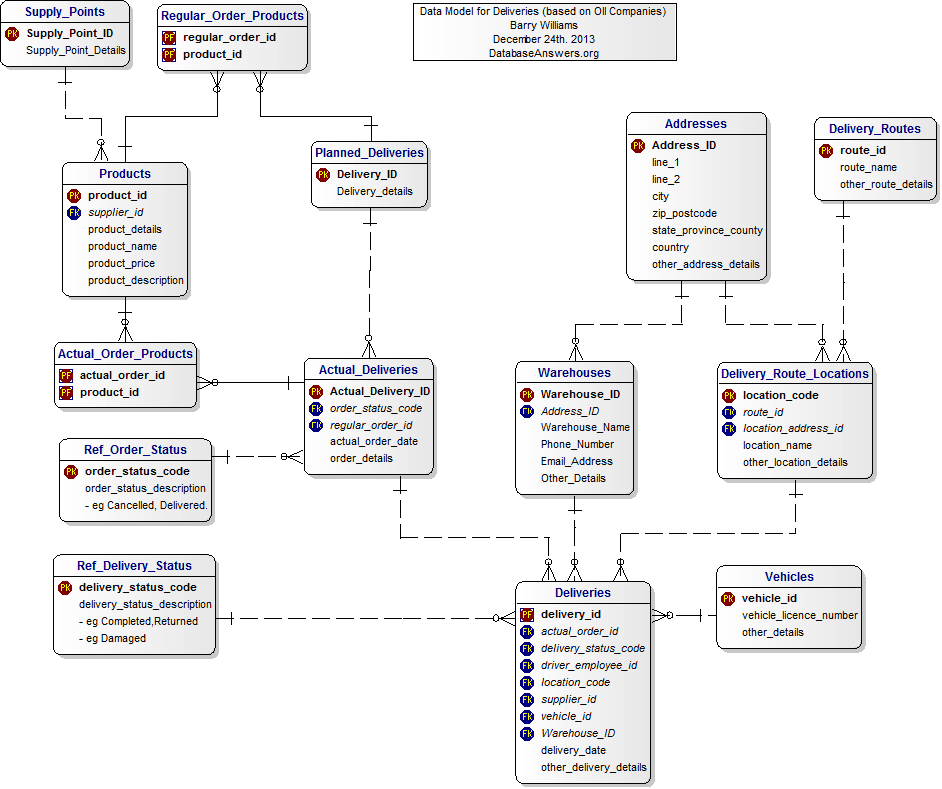 Supply_Points
PK Supply_Point_ID
Supply_Point_Details
Regular_Order_Products
PF regular_order_id
PF product_id
Data Model for Deliveries (based on Oll Companies)
Barry Williams
December 24th. 2013
DatabaseAnswers.org
Products
PK product_id
FK supplier_id
product_details
product_name
product_price
product_description
Planned_Deliveries
PK Delivery_ID
Delivery_details
Addresses
PK Address_ID
line_1
line_2
city
zip_postcode
state_province_county
country
other_address_details
Delivery_Routes
PK route_id
route_name
other_route_details
Actual_Order_Products
PF actual_order_id
PF product_id
Actual_Deliveries
PK Actual_Delivery_ID
FK order_status_code
FK regular_order_id
actual_order_date
order_details
Warehouses
PK Warehouse_ID
FK Address_ID
Warehouse_Name
Phone_Number
Email_Address
Other_Details
Delivery_Route_Locations
PK location_code
FK route_id
FK location_address_id
location_name
other_location_details
Ref_Order_Status
PK order_status_code
order_status_description
- eg Cancelled, Delivered.
Ref_Delivery_Status
PK delivery_status_code
delivery_status_description
- eg Completed,Returned
- eg Damaged
Deliveries
PF delivery_id
FK actual_order_id
FK delivery_status_code
FK driver_employee_id
FK location_code
FK supplier_id
FK vehicle_id
FK Warehouse_ID
delivery_date
other_delivery_details
Vehicles
PK vehicle_id
vehicle_licence_number
other_details